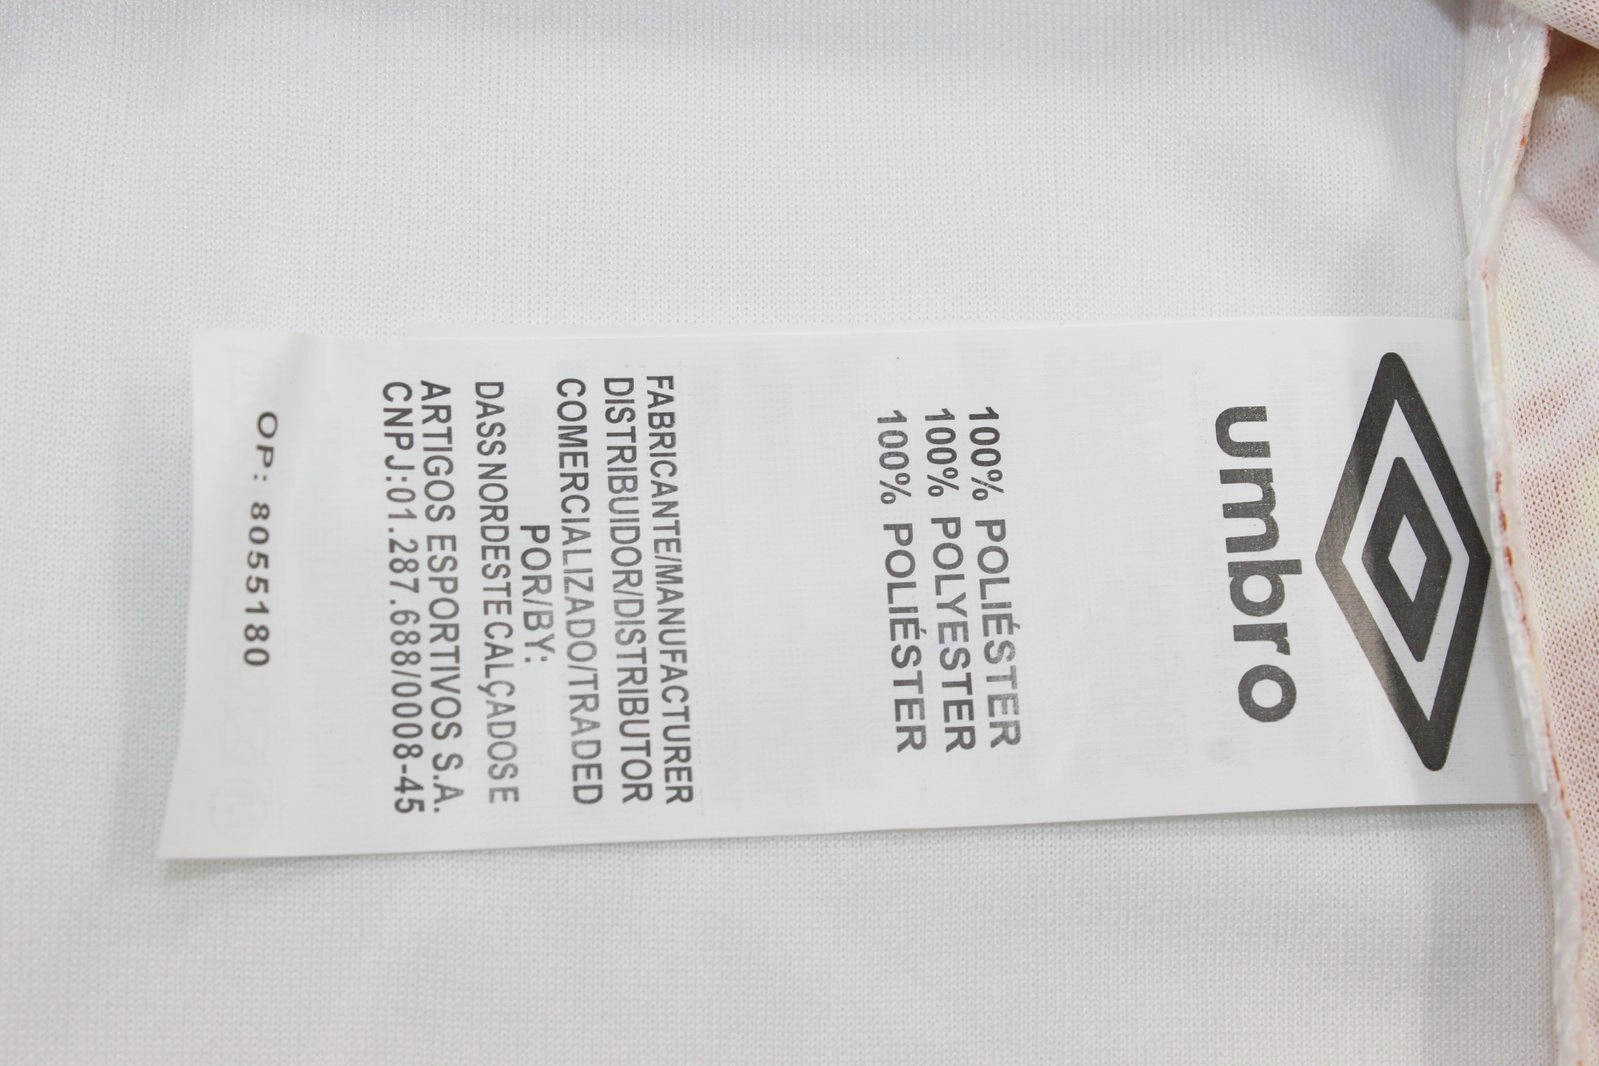 umbro
100% POLIÉSTER
100% POLYESTER
100% POLIÉSTER
FABRICANTE/MANUFACTURER
DISTRIBUIDOR/DISTRIBUTOR
COMERCIALIZADO/TRADED
POR/BY:
DASS NORDESTE CALÇADOS E
ARTIGOS ESPORTIVOS S.A.
CNPJ:01.287.688/0008-45
OP: 8055180